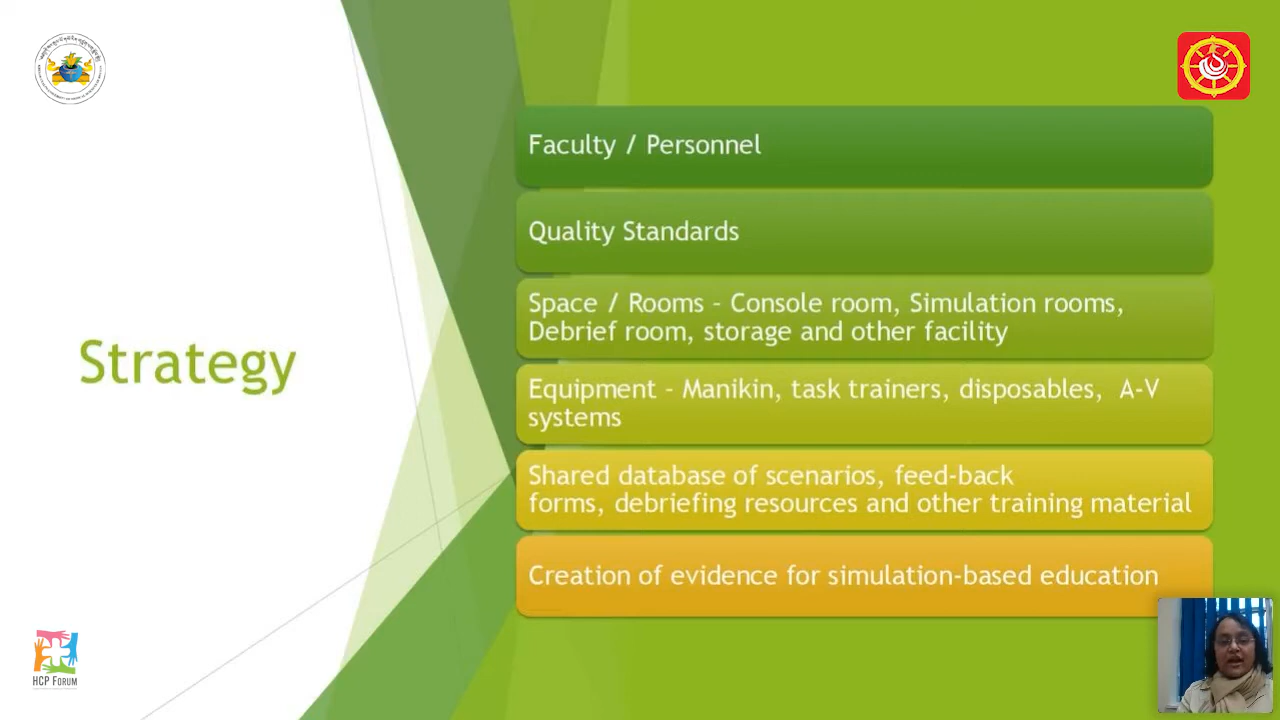 Faculty / Personnel
Quality Standards
Space / Rooms – Console room, Simulation rooms,
Debrief room, storage and other facility
Strategy
Equipment – Manikin, task trainers, disposables, A-V
systems
Shared database of scenarios, feed-back
forms, debriefing resources and other training material
Creation of evidence for simulation-based education
HCP FORUM